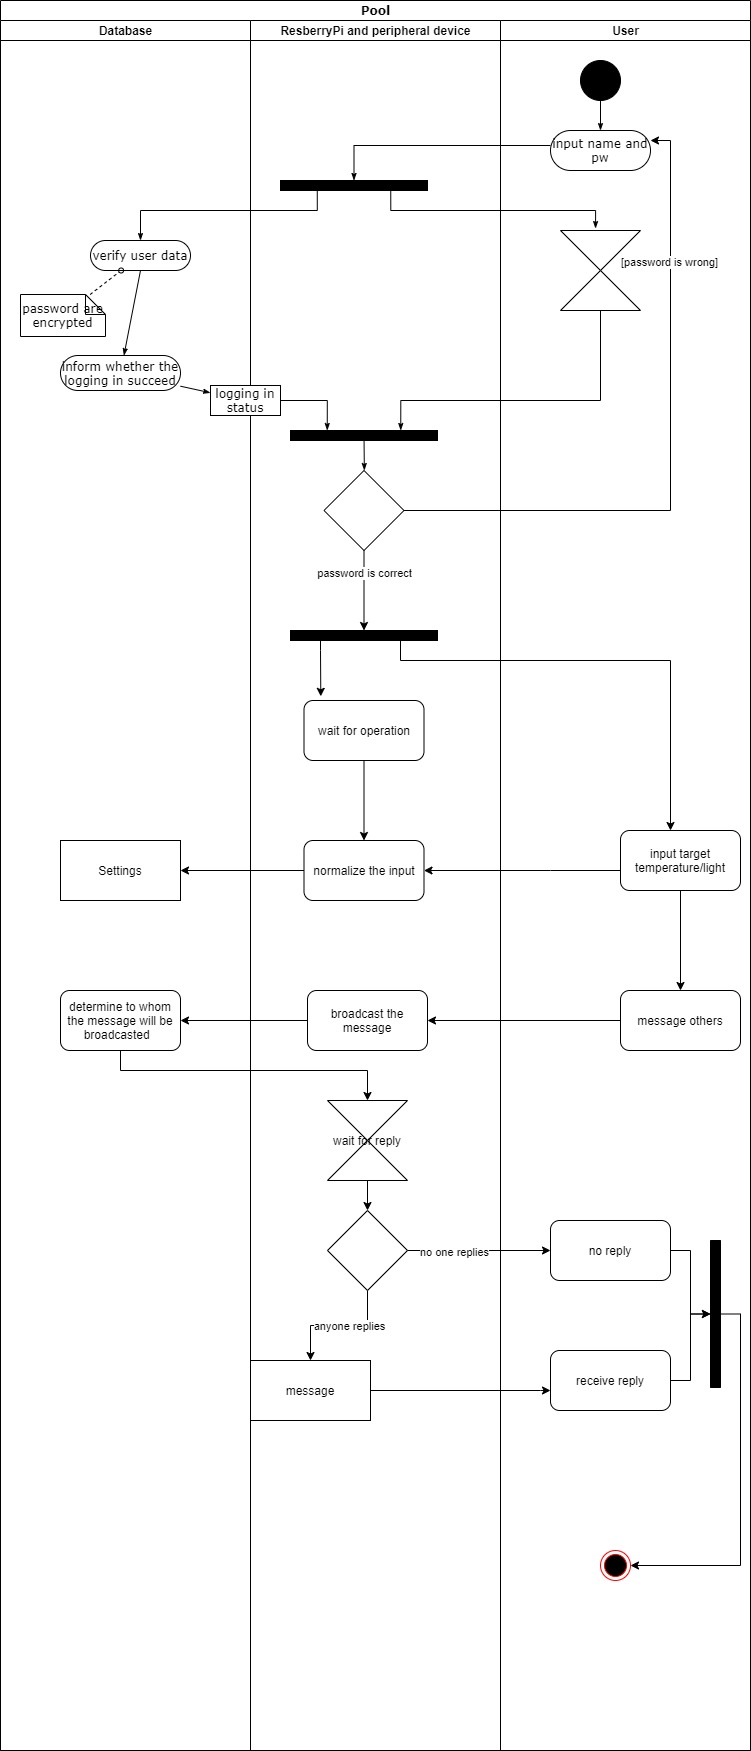 Pool
Database
ResberryPi and peripheral device
User
input name and
pw
verify user data
[password is wrong]
password are
encrypted
inform whether the
logging in succeed
logging in
status
password is correct
wait for operation
Settings
normalize the input
input target
temperature/light
determine to whom
the message will be
broadcasted
broadcast the
message
message others
wait for reply
no one replies
no reply
anyone replies
message
receive reply